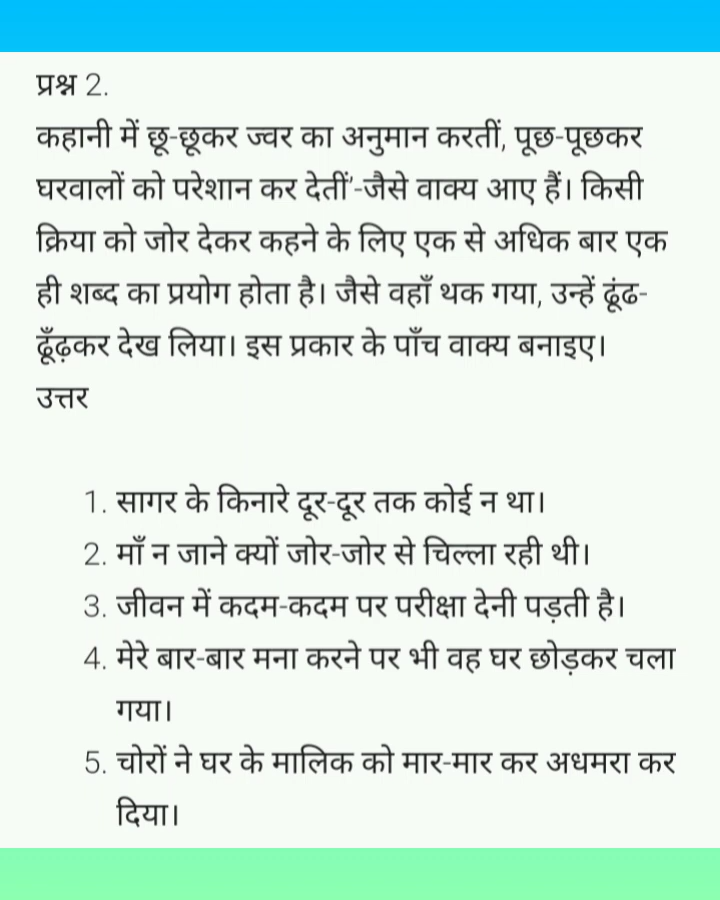 प्रश्न 2.
कहानी में छू-छूकर ज्वर का अनुमान करतीं, पूछ-पूछकर
घरवालों को परेशान कर देतीं’-जैसे वाक्य आए हैं। किसी
क्रिया को जोर देकर कहने के लिए एक से अधिक बार एक
ही शब्द का प्रयोग होता है। जैसे वहाँ थक गया, उन्हें ढूंढ-
ढूँढ़कर देख लिया। इस प्रकार के पाँच वाक्य बनाइए।
उत्तर
1. सागर के किनारे दूर-दूर तक कोई न था।
2. माँ न जाने क्यों जोर-जोर से चिल्ला रही थी।
3. जीवन में कदम-कदम पर परीक्षा देनी पड़ती है।
4. मेरे बार-बार मना करने पर भी वह घर छोड़कर चला
गया।
5. चोरों ने घर के मालिक को मार-मार कर अधमरा कर
दिया।